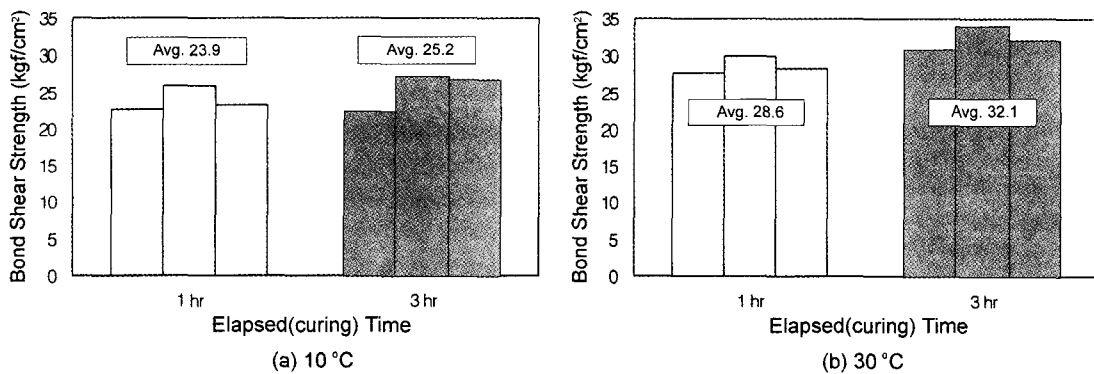 Bond Shear Strength (kgf/cm²)
35
30
25
20
15
10
5
0
Avg. 23.9
Avg. 25.2
1 hr
3 hr
Elapsed(curing) Time
(a) 10 °C
Bond Shear Strength (kgf/cm²)
35
30
25
20
15
10
5
0
Avg. 28.6
Avg. 32.1
1 hr
3 hr
Elapsed(curing) Time
(b) 30 °C